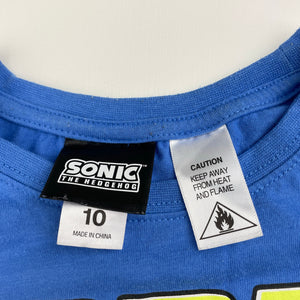 SONIC
THE HEDGEHOG
10
MADE IN CHINA
CAUTION
KEEP AWAY
FROM HEAT
AND FLAME